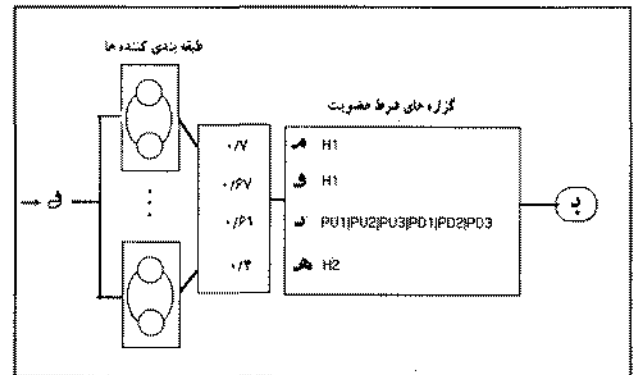 طبقه بندی کننده ها
گزاره های شرط عضویت
۰/۷
H1
۰/۶۷
ف H1
۰/۶۱
PU1|PU2|PU3|PD1|PD2|PD3
۰/۳
H2
پ